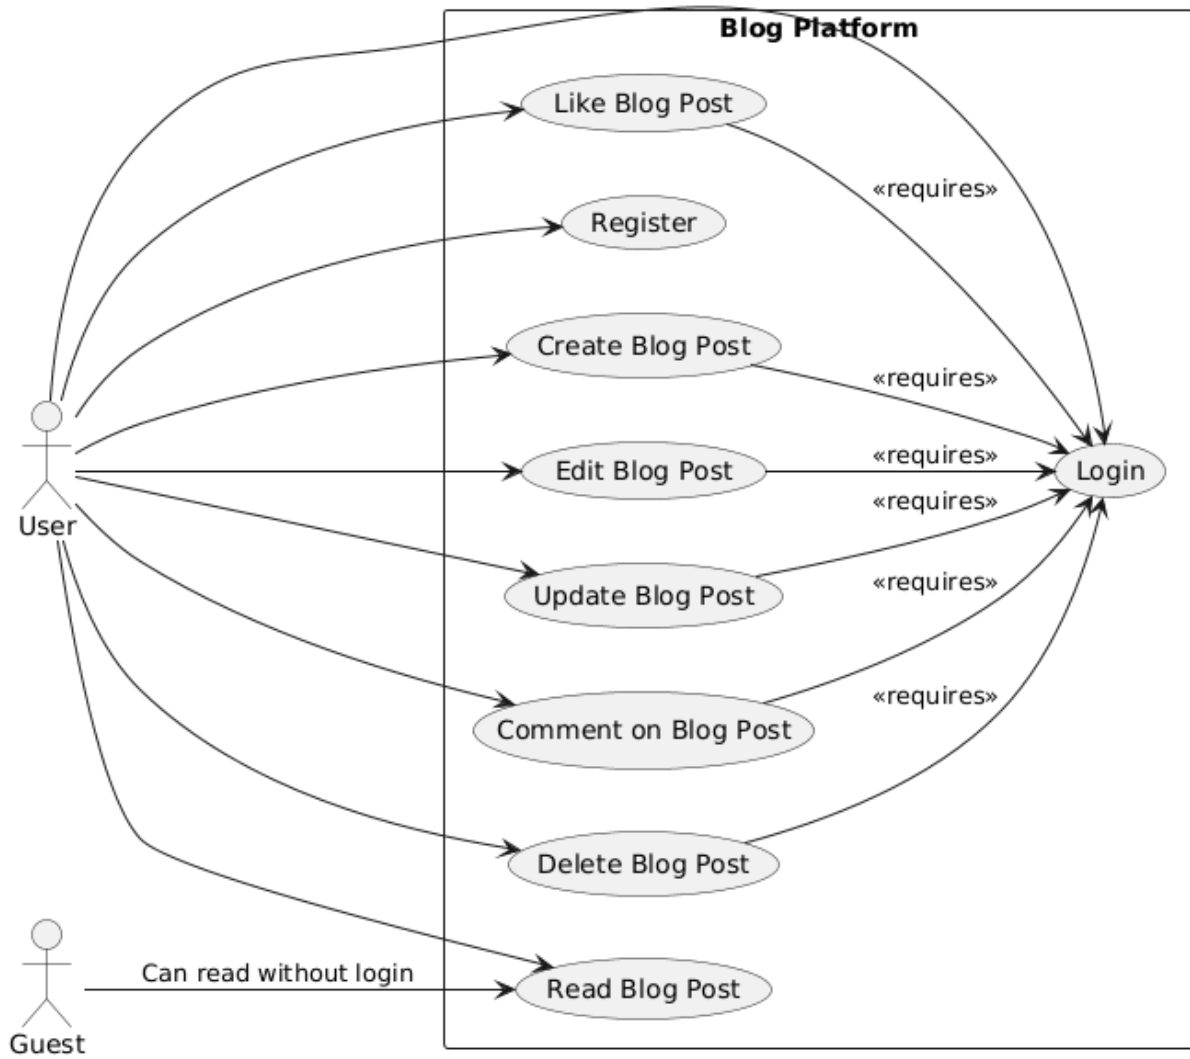 Blog Platform
Like Blog Post
«requires»
Register
Create Blog Post
«requires»
Edit Blog Post
«requires»
Login
«requires»
User
Update Blog Post
«requires»
Comment on Blog Post
«requires»
Delete Blog Post
Can read without login
Read Blog Post
Guest